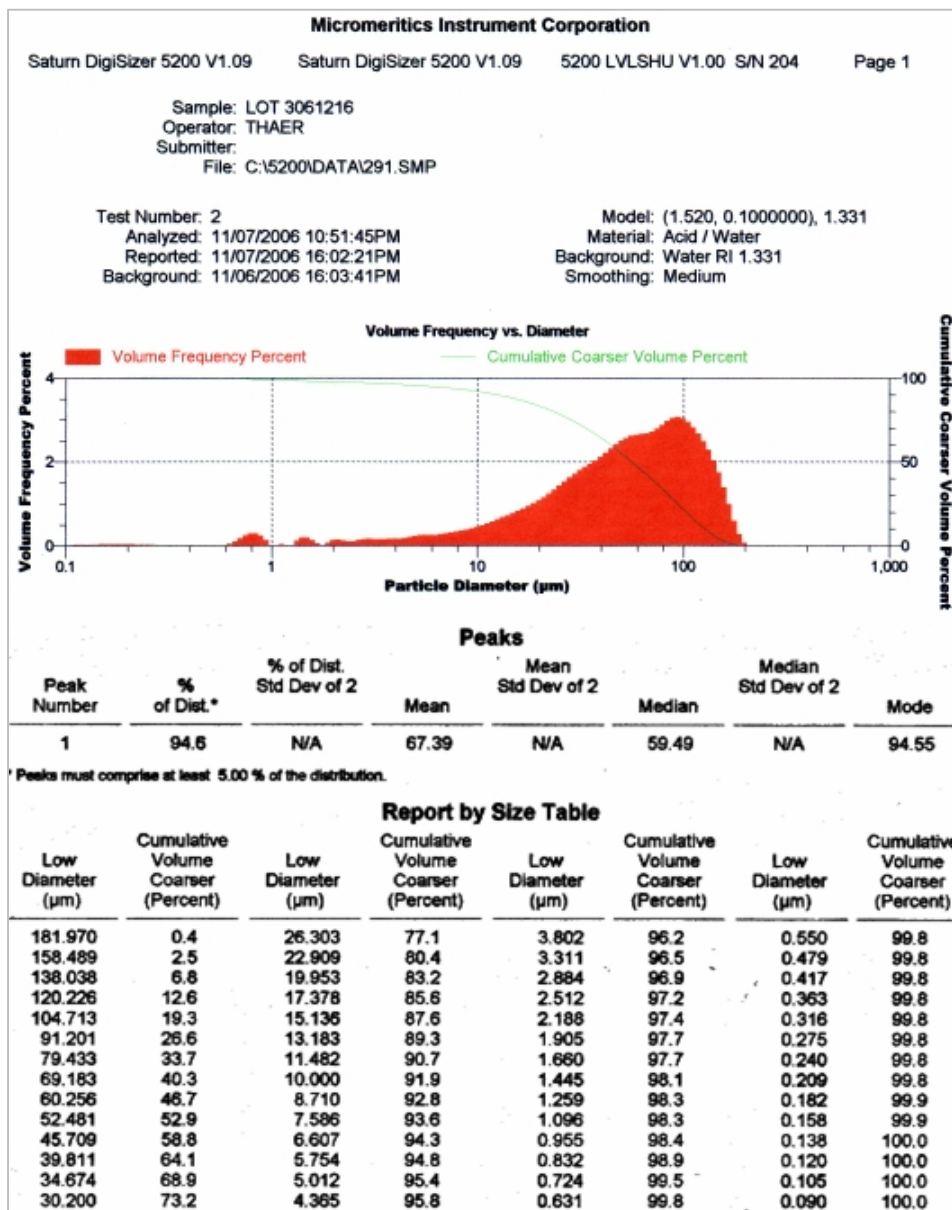 Micromeritics Instrument Corporation
Saturn DigiSizer 5200 V1.09 Saturn DigiSizer 5200 V1.09 5200 LVLSHU V1.00 S/N 204 Page 1
Sample: LOT 3061216
Operator: THAER
Submitter:
File: C:\5200\DATA\291.SMP
Test Number: 2 Model: (1.520, 0.1000000), 1.331
Analyzed: 11/07/2006 10:51:45PM Material: Acid / Water
Reported: 11/07/2006 16:02:21PM Background: Water RI 1.331
Background: 11/06/2006 16:03:41PM Smoothing: Medium
Volume Frequency vs. Diameter
Volume Frequency Percent Cumulative Coarser Volume Percent
Volume Frequency Percent
4
2
0
0.1 1 10 100 1,000
100
50
0
Cumulative Coarser Volume Percent
Particle Diameter (µm)
Peaks
Peak Number % of Dist.* % of Dist. Std Dev of 2 Mean Mean Std Dev of 2 Median Median Std Dev of 2 Mode
1 94.6 N/A 67.39 N/A 59.49 N/A 94.55
* Peaks must comprise at least 5.00 % of the distribution.
Report by Size Table
Low Diameter (µm) Cumulative Volume Coarser (Percent) Low Diameter (µm) Cumulative Volume Coarser (Percent) Low Diameter (µm) Cumulative Volume Coarser (Percent) Low Diameter (µm) Cumulative Volume Coarser (Percent)
181.970 0.4 26.303 77.1 3.802 96.2 0.550 99.8
158.489 2.5 22.909 80.4 3.311 96.5 0.479 99.8
138.038 6.8 19.953 83.2 2.884 96.9 0.417 99.8
120.226 12.6 17.378 85.6 2.512 97.2 0.363 99.8
104.713 19.3 15.136 87.6 2.188 97.4 0.316 99.8
91.201 26.6 13.183 89.3 1.905 97.7 0.275 99.8
79.433 33.7 11.482 90.7 1.660 97.7 0.240 99.8
69.183 40.3 10.000 91.9 1.445 98.1 0.209 99.8
60.256 46.7 8.710 92.8 1.259 98.3 0.182 99.9
52.481 52.9 7.586 93.6 1.096 98.3 0.158 99.9
45.709 58.8 6.607 94.3 0.955 98.4 0.138 100.0
39.811 64.1 5.754 94.8 0.832 98.9 0.120 100.0
34.674 68.9 5.012 95.4 0.724 99.5 0.105 100.0
30.200 73.2 4.365 95.8 0.631 99.8 0.090 100.0